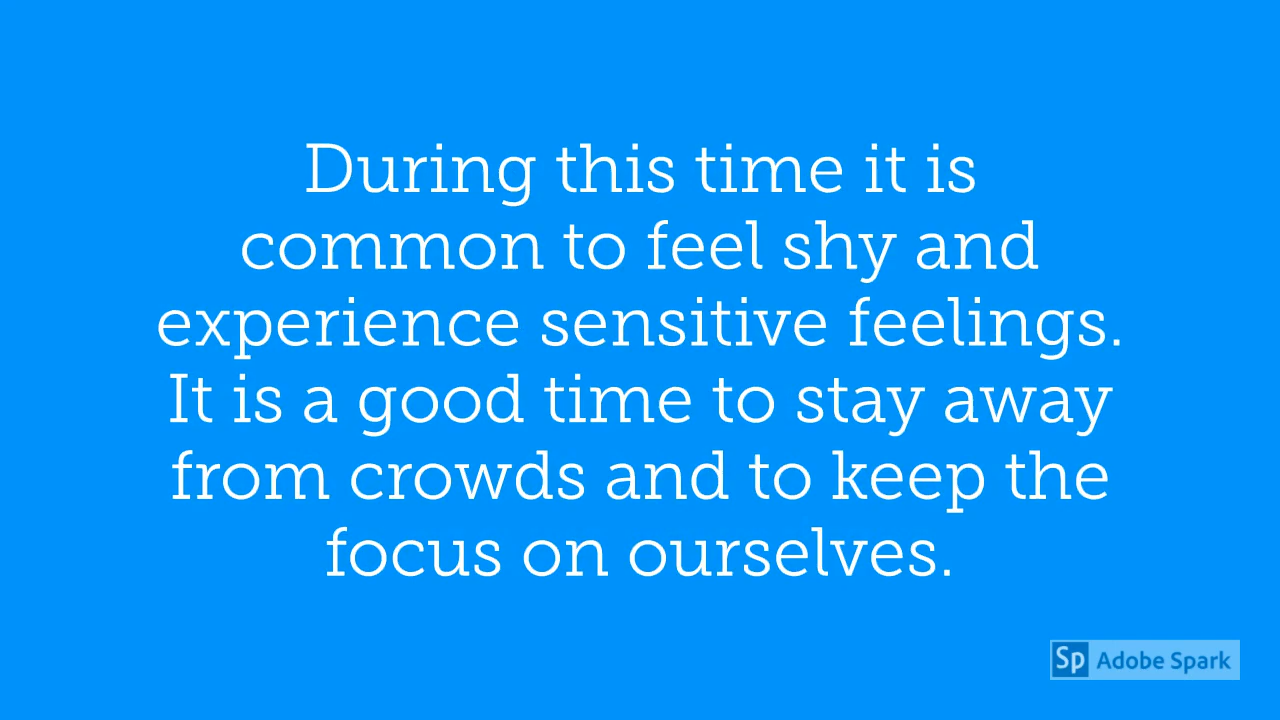 During this time it is
common to feel shy and
experience sensitive feelings.
It is a good time to stay away
from crowds and to keep the
focus on ourselves.
Sp Adobe Spark